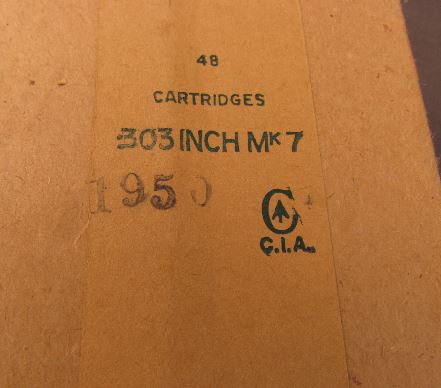 48
CARTRIDGES
.303 INCH MK 7
1950
C
C.I.A.